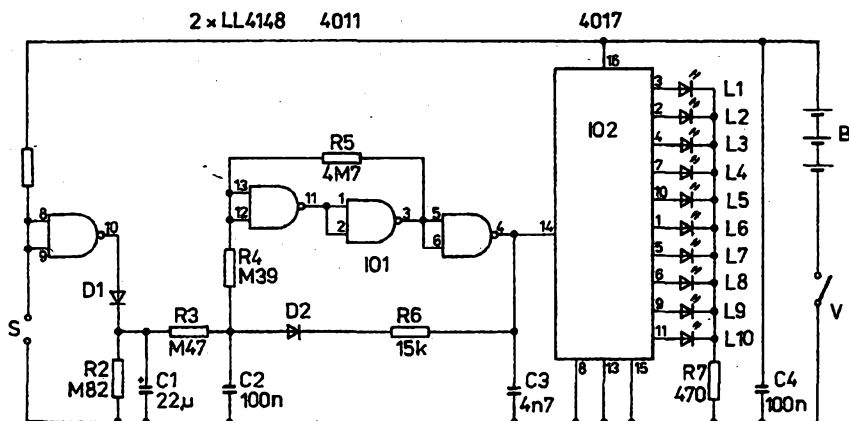 2 x LL4148 4011 4017
16
3 L1
2 L2
4 L3
7 L4
10 L5
1 L6
5 L7
6 L8
9 L9
11 L10
IO2
B
R5
4M7
13
12
11
1
2
3
5
6
4
14
8
9
10
IO1
R4
M39
D1
D2
R6
15k
R3
M47
S
V
R2
M82
C1
+
22µ
C2
100n
C3
4n7
8 13 15
R7
470
C4
100n